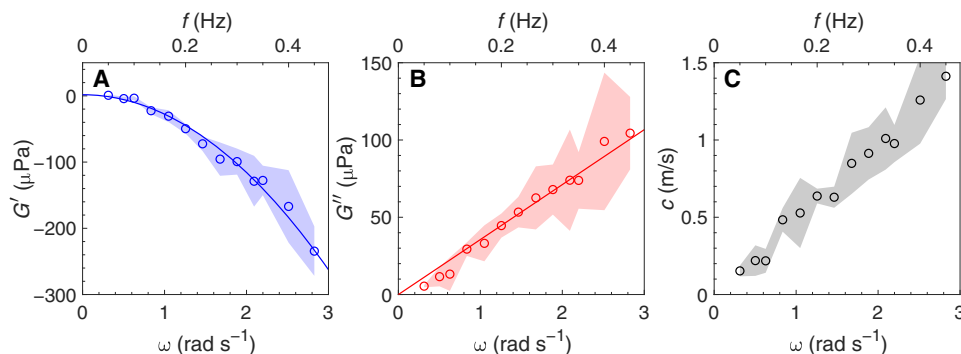 f (Hz)
0 0.2 0.4
A
G′ (μPa)
0
−100
−200
−300
0 1 2 3
ω (rad s⁻¹)
f (Hz)
0 0.2 0.4
B
G″ (μPa)
150
100
50
0
0 1 2 3
ω (rad s⁻¹)
f (Hz)
0 0.2 0.4
C
c (m/s)
1.5
1
0.5
0
0 1 2 3
ω (rad s⁻¹)